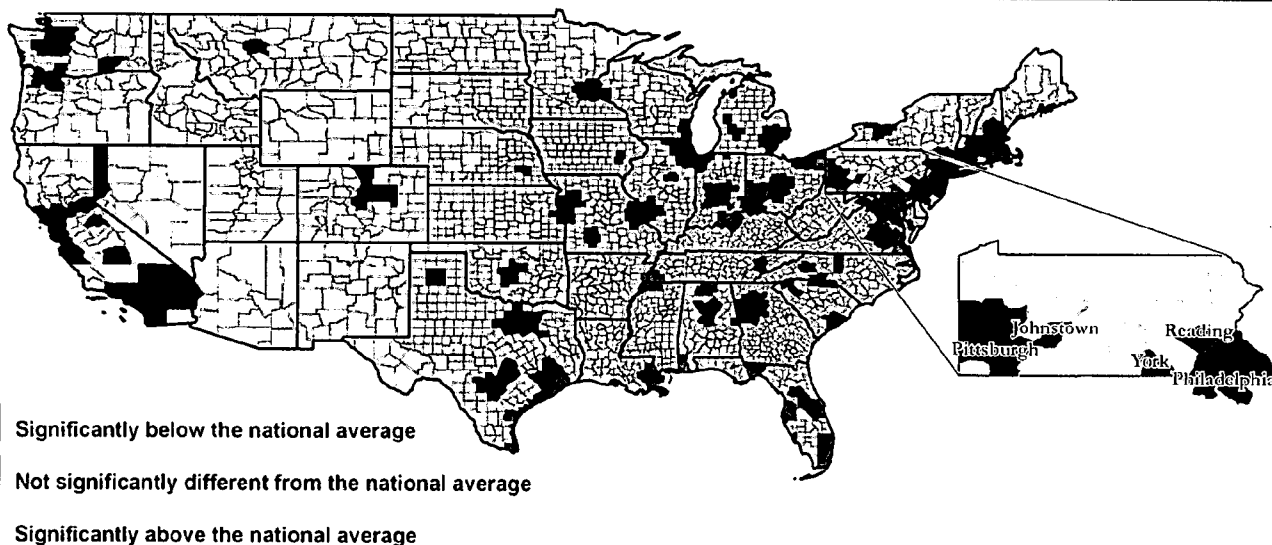 Johnstown
Reading
Pittsburgh
York
Philadelphia
Significantly below the national average
Not significantly different from the national average
Significantly above the national average